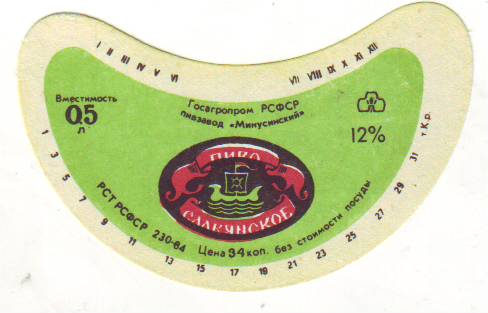 I II III IV V VI
VII VIII IX X XI XII
Вместимость
0,5
л
Госагропром РСФСР
пивзавод «Минусинский»
12%
ПИВО
САЯНСКОЕ
РСТ РСФСР 230-84 Цена 34 коп. без стоимости посуды
1 3 5 7 9 11 13 15 17 19 21 23 25 27 29 31 т.К.р.